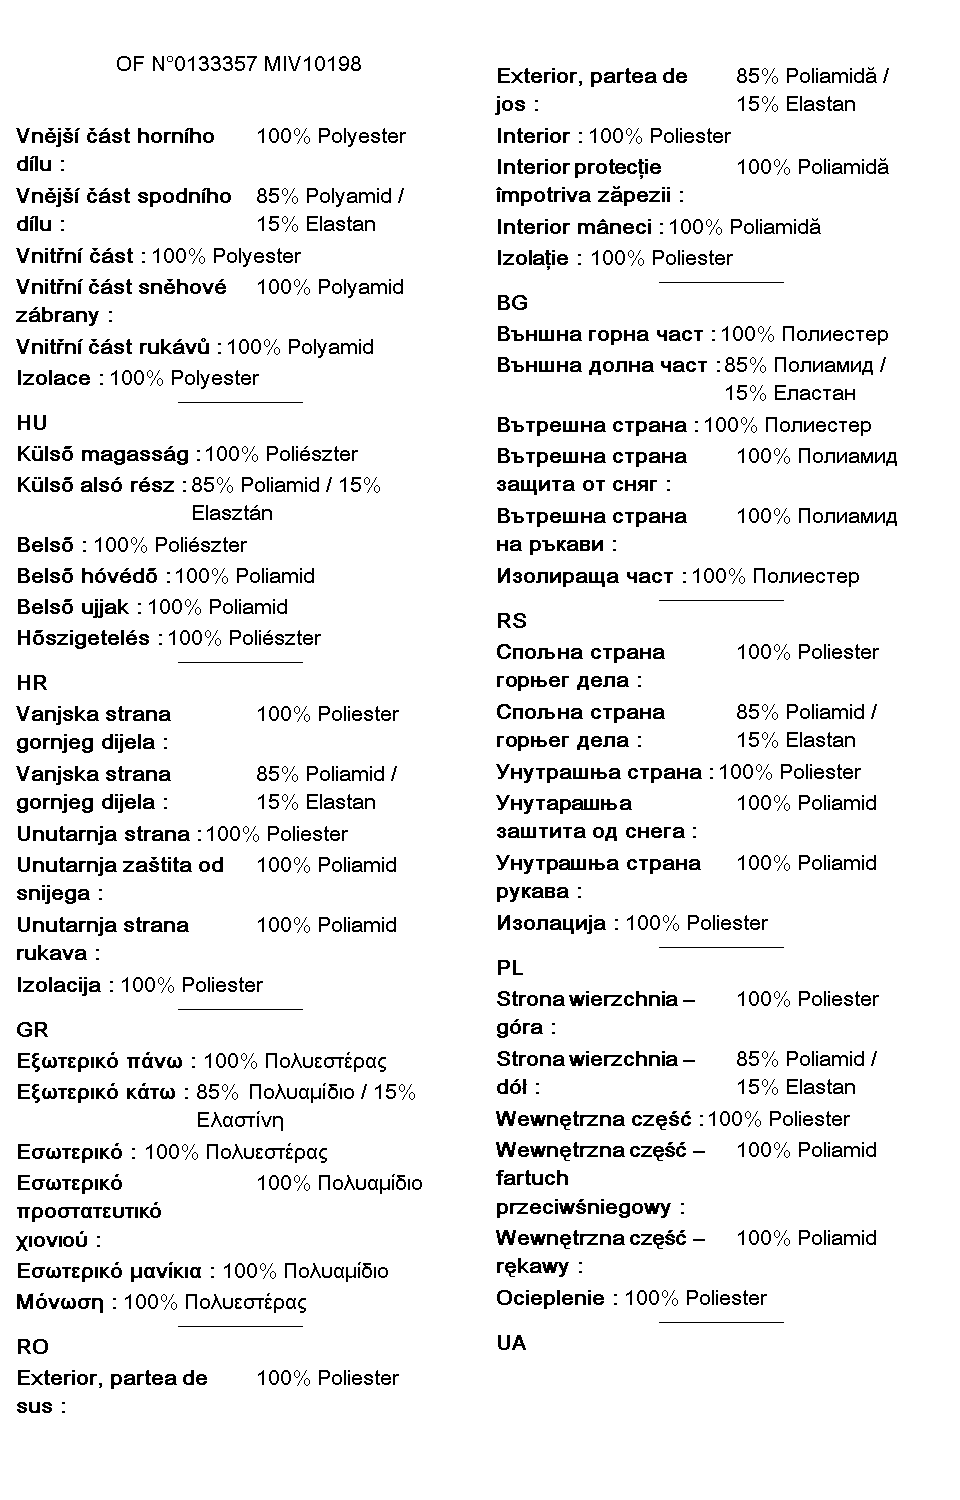 OF N°0133357 MIV10198
Vnější část horního 100% Polyester
dílu :
Vnější část spodního 85% Polyamid /
dílu : 15% Elastan
Vnitřní část : 100% Polyester
Vnitřní část sněhové 100% Polyamid
zábrany :
Vnitřní část rukávů : 100% Polyamid
Izolace : 100% Polyester
HU
Külsõ magasság : 100% Poliészter
Külsõ alsó rész : 85% Poliamid / 15%
Elasztán
Belsõ : 100% Poliészter
Belsõ hóvédõ : 100% Poliamid
Belsõ ujjak : 100% Poliamid
Hõszigetelés : 100% Poliészter
HR
Vanjska strana 100% Poliester
gornjeg dijela :
Vanjska strana 85% Poliamid /
gornjeg dijela : 15% Elastan
Unutarnja strana : 100% Poliester
Unutarnja zaštita od 100% Poliamid
snijega :
Unutarnja strana 100% Poliamid
rukava :
Izolacija : 100% Poliester
GR
Εξωτερικό πάνω : 100% Πολυεστέρας
Εξωτερικό κάτω : 85% Πολυαμίδιο / 15%
Ελαστίνη
Εσωτερικό : 100% Πολυεστέρας
Εσωτερικό 100% Πολυαμίδιο
προστατευτικό
χιονιού :
Εσωτερικό μανίκια : 100% Πολυαμίδιο
Μόνωση : 100% Πολυεστέρας
RO
Exterior, partea de 100% Poliester
sus :
Exterior, partea de 85% Poliamidă /
jos : 15% Elastan
Interior : 100% Poliester
Interior protecție 100% Poliamidă
împotriva zăpezii :
Interior mâneci : 100% Poliamidă
Izolație : 100% Poliester
BG
Външна горна част : 100% Полиестер
Външна долна част : 85% Полиамид /
15% Еластан
Вътрешна страна : 100% Полиестер
Вътрешна страна 100% Полиамид
защита от сняг :
Вътрешна страна 100% Полиамид
на ръкави :
Изолираща част : 100% Полиестер
RS
Спољна страна 100% Poliester
горњег дела :
Спољна страна 85% Poliamid /
горњег дела : 15% Elastan
Унутрашња страна : 100% Poliester
Унутарашња 100% Poliamid
заштита од снега :
Унутрашња страна 100% Poliamid
рукава :
Изолација : 100% Poliester
PL
Strona wierzchnia – 100% Poliester
góra :
Strona wierzchnia – 85% Poliamid /
dół : 15% Elastan
Wewnętrzna część : 100% Poliester
Wewnętrzna część – 100% Poliamid
fartuch
przeciwśniegowy :
Wewnętrzna część – 100% Poliamid
rękawy :
Ocieplenie : 100% Poliester
UA